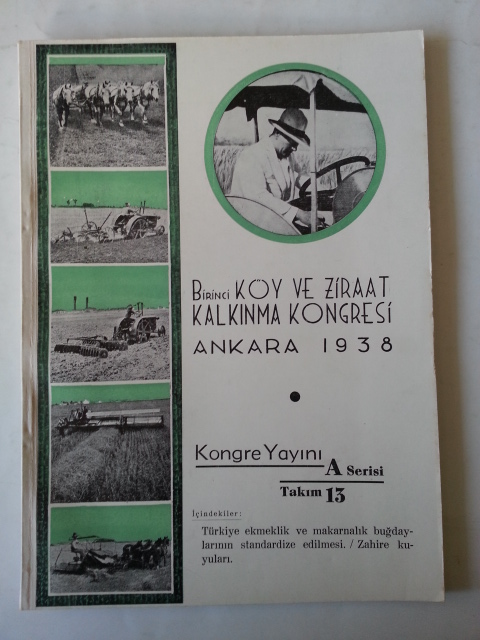 Birinci KÖY VE ZİRAAT
KALKINMA KONGRESİ
ANKARA 1938
Kongre Yayını
A Serisi
Takım 13
İçindekiler:
Türkiye ekmeklik ve makarnalık buğday-
larının standardize edilmesi. / Zahire ku-
yuları.